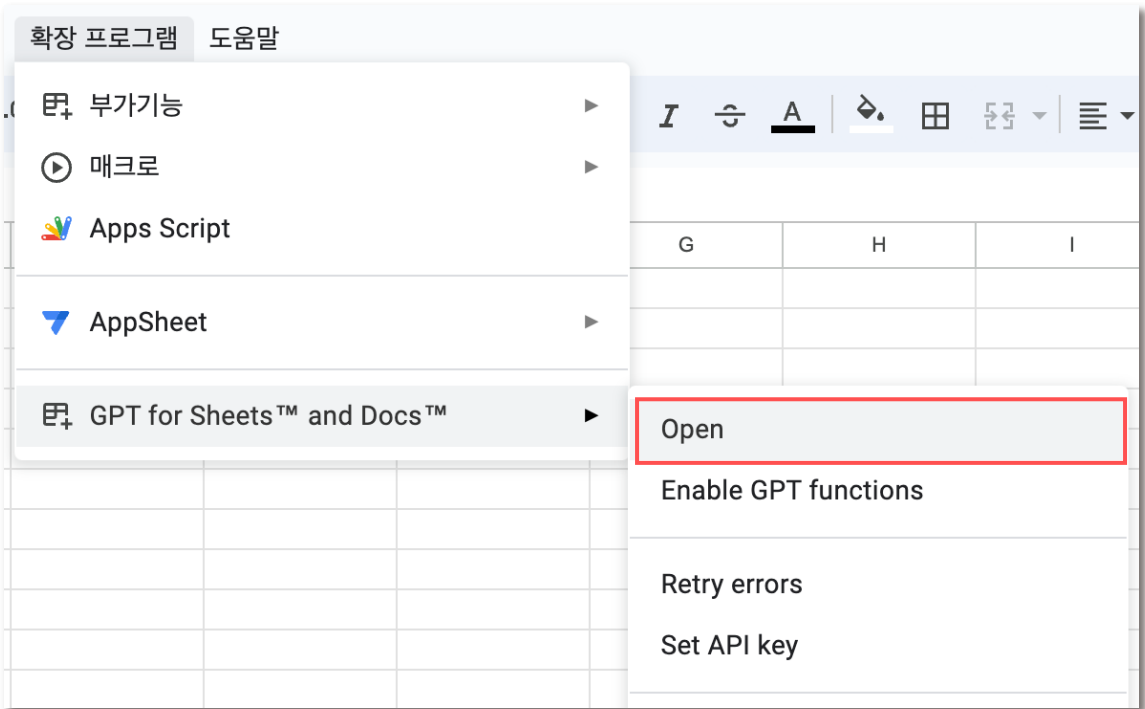 확장 프로그램 도움말
부가기능
매크로
Apps Script
AppSheet
GPT for Sheets™ and Docs™
I S A
G H I
Open
Enable GPT functions
Retry errors
Set API key